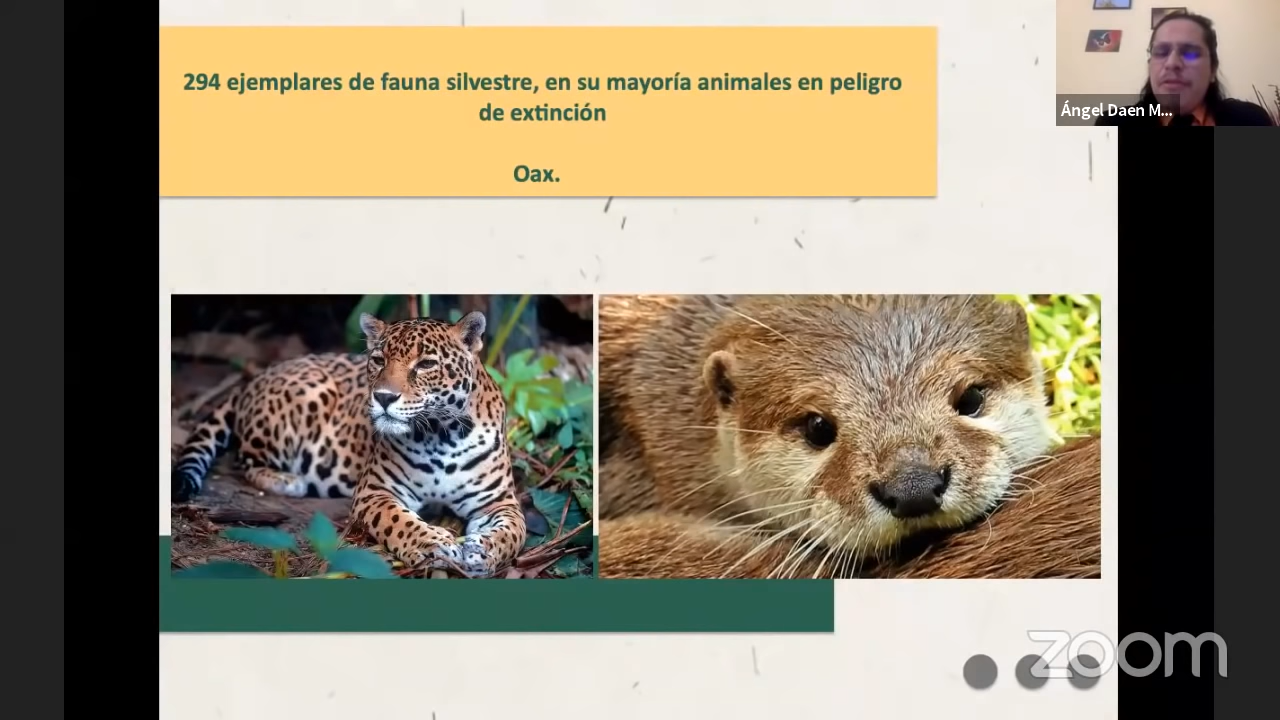 294 ejemplares de fauna silvestre, en su mayoría animales en peligro
de extinción
Oax.
Ángel Daen M...
zoom